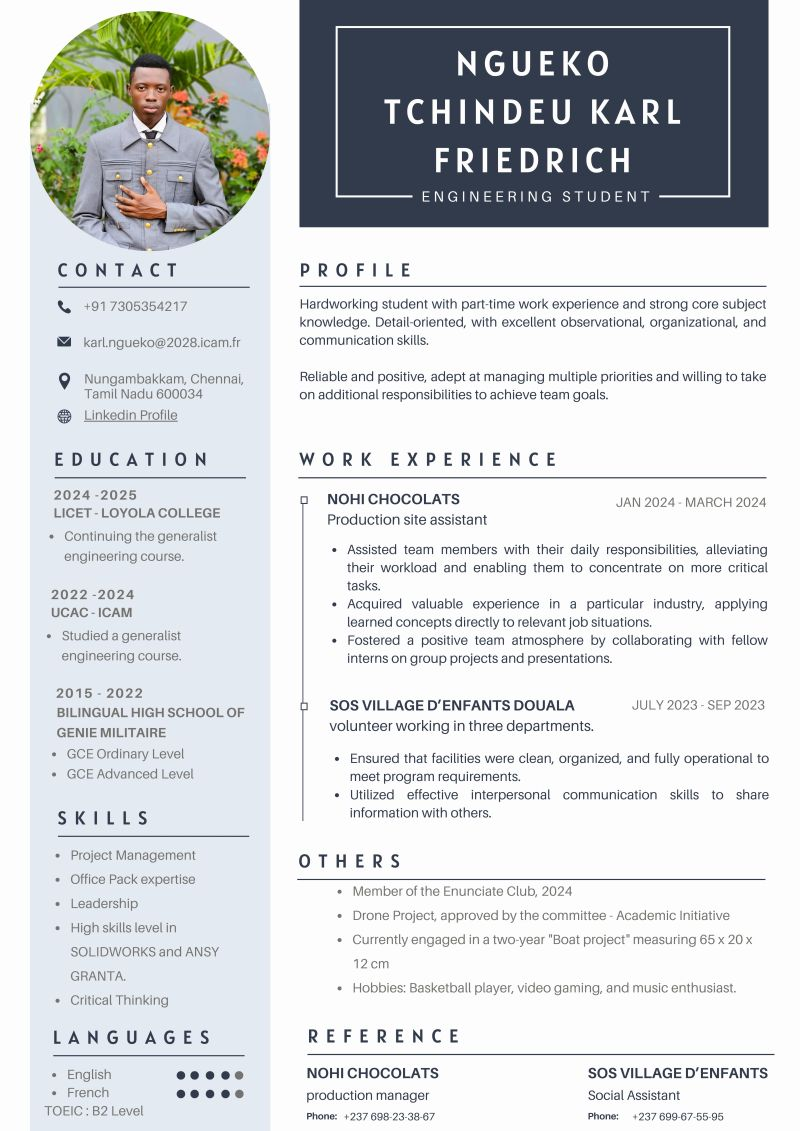 NGUEKO
TCHINDEU KARL
FRIEDRICH
ENGINEERING STUDENT
CONTACT
+91 7305354217
karl.ngueko@2028.icam.fr
Nungambakkam, Chennai,
Tamil Nadu 600034
Linkedin Profile
EDUCATION
2024 -2025
LICET - LOYOLA COLLEGE
• Continuing the generalist
engineering course.
2022 -2024
UCAC - ICAM
• Studied a generalist
engineering course.
2015 - 2022
BILINGUAL HIGH SCHOOL OF
GENIE MILITAIRE
• GCE Ordinary Level
• GCE Advanced Level
SKILLS
• Project Management
• Office Pack expertise
• Leadership
• High skills level in
SOLIDWORKS and ANSY
GRANTA.
• Critical Thinking
LANGUAGES
• English
• French
TOEIC : B2 Level
PROFILE
Hardworking student with part-time work experience and strong core subject
knowledge. Detail-oriented, with excellent observational, organizational, and
communication skills.
Reliable and positive, adept at managing multiple priorities and willing to take
on additional responsibilities to achieve team goals.
WORK EXPERIENCE
NOHI CHOCOLATS JAN 2024 - MARCH 2024
Production site assistant
• Assisted team members with their daily responsibilities, alleviating
their workload and enabling them to concentrate on more critical
tasks.
• Acquired valuable experience in a particular industry, applying
learned concepts directly to relevant job situations.
• Fostered a positive team atmosphere by collaborating with fellow
interns on group projects and presentations.
SOS VILLAGE D'ENFANTS DOUALA JULY 2023 - SEP 2023
volunteer working in three departments.
• Ensured that facilities were clean, organized, and fully operational to
meet program requirements.
• Utilized effective interpersonal communication skills to share
information with others.
OTHERS
• Member of the Enunciate Club, 2024
• Drone Project, approved by the committee - Academic Initiative
• Currently engaged in a two-year "Boat project" measuring 65 x 20 x
12 cm
• Hobbies: Basketball player, video gaming, and music enthusiast.
REFERENCE
NOHI CHOCOLATS SOS VILLAGE D'ENFANTS
production manager Social Assistant
Phone: +237 698-23-38-67 Phone: +237 699-67-55-95